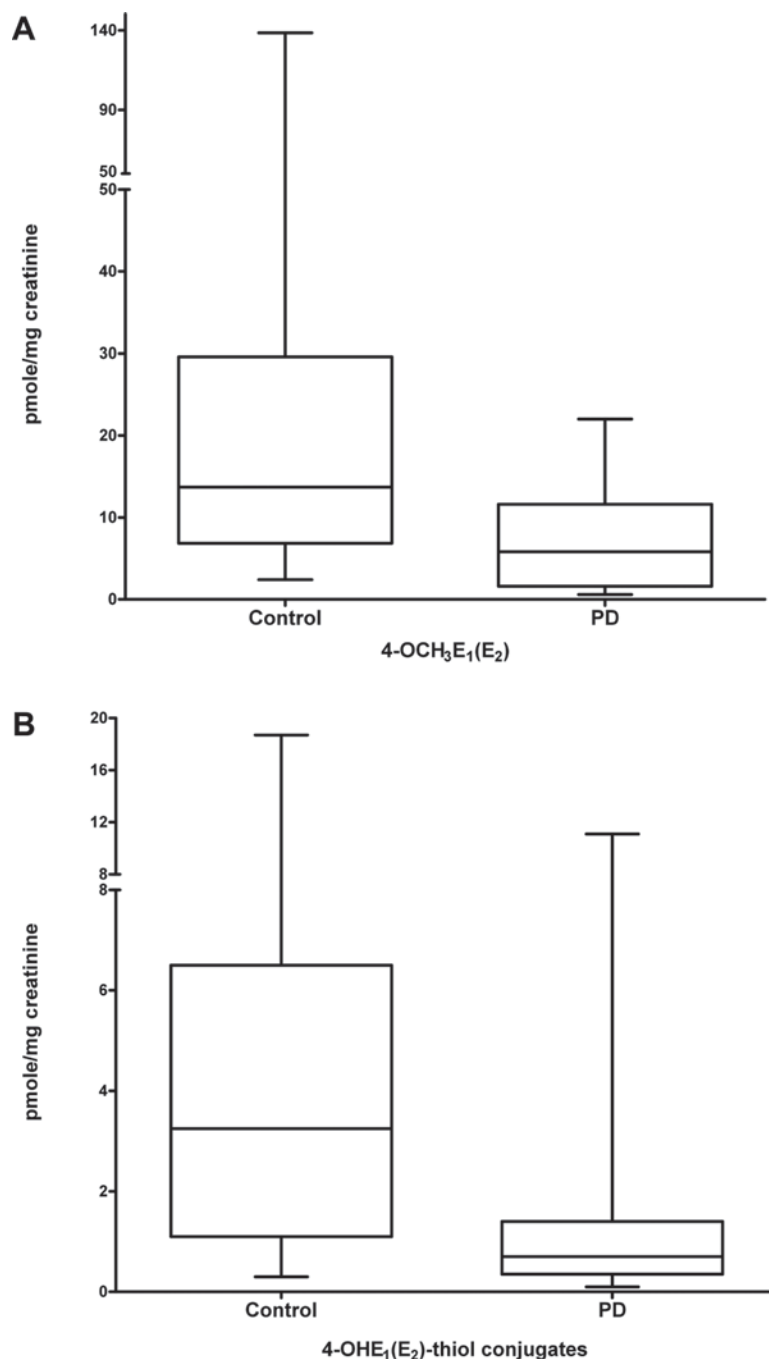 A
140
90
50
50
40
30
20
10
0
pmole/mg creatinine
Control PD
4-OCH₃E₁(E₂)
B
20
16
12
8
8
6
4
2
0
pmole/mg creatinine
Control PD
4-OHE₁(E₂)-thiol conjugates